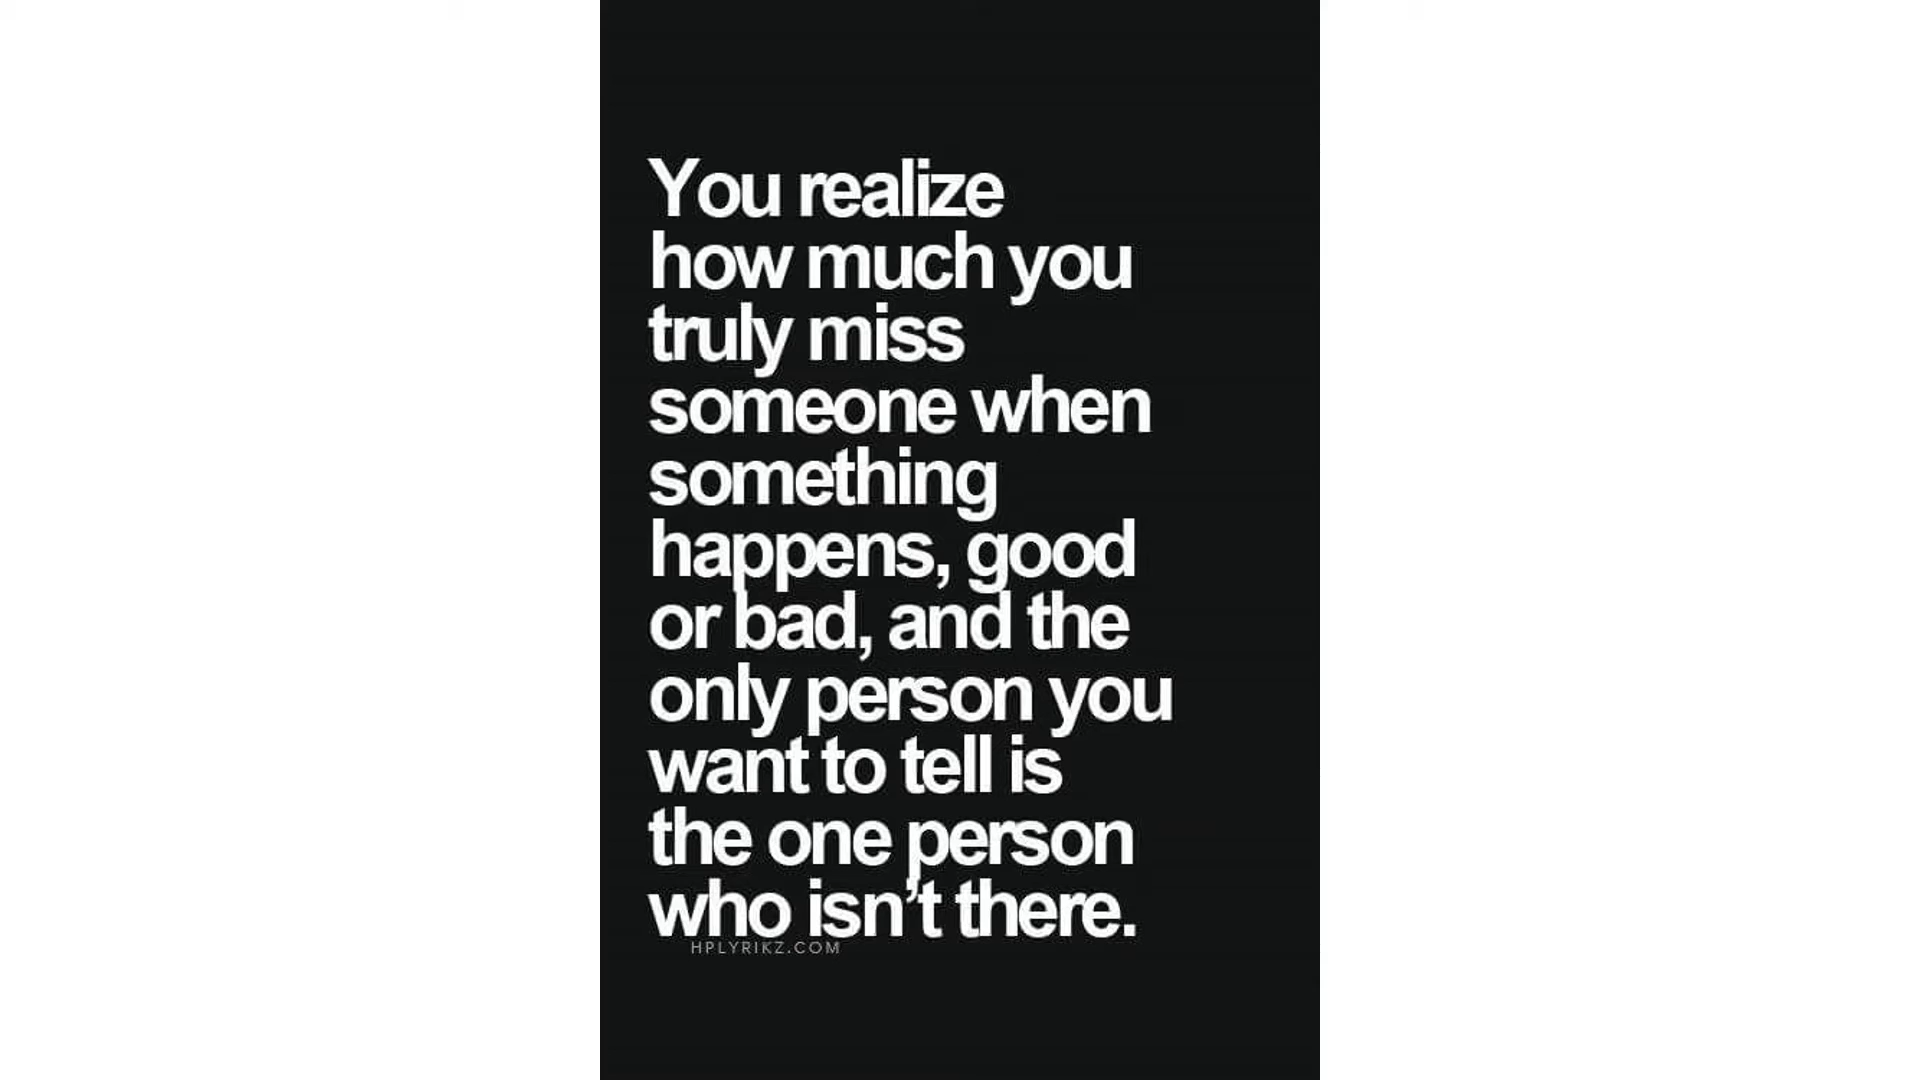 You realize
how much you
truly miss
someone when
something
happens, good
or bad, and the
only person you
want to tell is
the one person
who isn't there.
HPLYRIKZ.COM